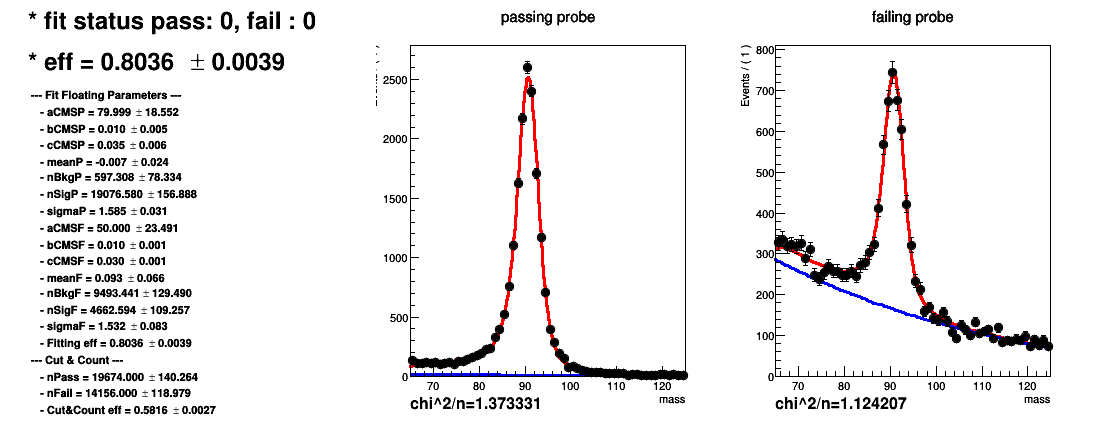 * fit status pass: 0, fail : 0
* eff = 0.8036 ± 0.0039
--- Fit Floating Parameters ---
- aCMSP = 79.999 ± 18.552
- bCMSP = 0.010 ± 0.005
- cCMSP = 0.035 ± 0.006
- meanP = -0.007 ± 0.024
- nBkgP = 597.308 ± 78.334
- nSigP = 19076.580 ± 156.888
- sigmaP = 1.585 ± 0.031
- aCMSF = 50.000 ± 23.491
- bCMSF = 0.010 ± 0.001
- cCMSF = 0.030 ± 0.001
- meanF = 0.093 ± 0.066
- nBkgF = 9493.441 ± 129.490
- nSigF = 4662.594 ± 109.257
- sigmaF = 1.532 ± 0.083
- Fitting eff = 0.8036 ± 0.0039
--- Cut & Count ---
- nPass = 19674.000 ± 140.264
- nFail = 14156.000 ± 118.979
- Cut&Count eff = 0.5816 ± 0.0027
passing probe
2500
2000
1500
1000
500
0
70 80 90 100 110 120
mass
chi^2/n=1.373331
failing probe
Events / ( 1 )
800
700
600
500
400
300
200
100
0
70 80 90 100 110 120
mass
chi^2/n=1.124207